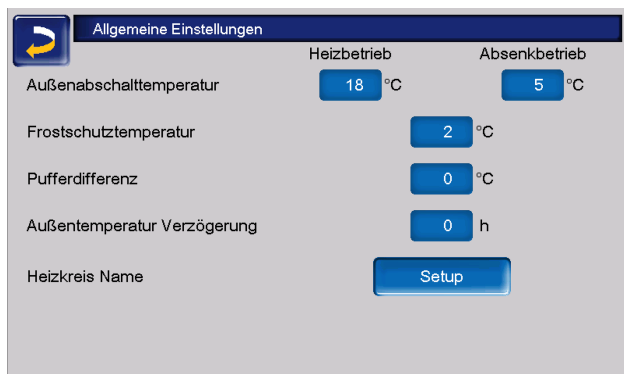 Allgemeine Einstellungen
Heizbetrieb Absenkbetrieb
Außenabschalttemperatur 18 °C 5 °C
Frostschutztemperatur 2 °C
Pufferdifferenz 0 °C
Außentemperatur Verzögerung 0 h
Heizkreis Name Setup